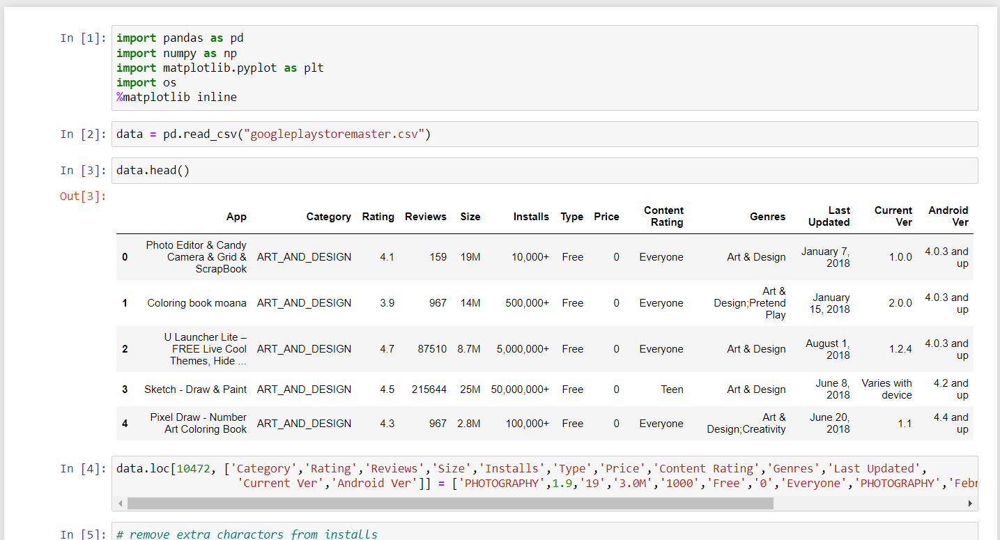 In [1]: import pandas as pd
import numpy as np
import matplotlib.pyplot as plt
import os
%matplotlib inline
In [2]: data = pd.read_csv("googleplaystoremaster.csv")
In [3]: data.head()
Out[3]:
App Category Rating Reviews Size Installs Type Price Content Rating Genres Last Updated Current Ver Android Ver
0 Photo Editor & Candy Camera & Grid & ScrapBook ART_AND_DESIGN 4.1 159 19M 10,000+ Free 0 Everyone Art & Design January 7, 2018 1.0.0 4.0.3 and up
1 Coloring book moana ART_AND_DESIGN 3.9 967 14M 500,000+ Free 0 Everyone Art & Design;Pretend Play January 15, 2018 2.0.0 4.0.3 and up
2 U Launcher Lite – FREE Live Cool Themes, Hide ... ART_AND_DESIGN 4.7 87510 8.7M 5,000,000+ Free 0 Everyone Art & Design August 1, 2018 1.2.4 4.0.3 and up
3 Sketch - Draw & Paint ART_AND_DESIGN 4.5 215644 25M 50,000,000+ Free 0 Teen Art & Design June 8, 2018 Varies with device 4.2 and up
4 Pixel Draw - Number Art Coloring Book ART_AND_DESIGN 4.3 967 2.8M 100,000+ Free 0 Everyone Art & Design;Creativity June 20, 2018 1.1 4.4 and up
In [4]: data.loc[10472, ['Category','Rating','Reviews','Size','Installs','Type','Price','Content Rating','Genres','Last Updated',
'Current Ver','Android Ver']] = ['PHOTOGRAPHY',1.9,'19','3.0M','1000','Free','0','Everyone','PHOTOGRAPHY','Febr
In [5]: # remove extra charactors from installs